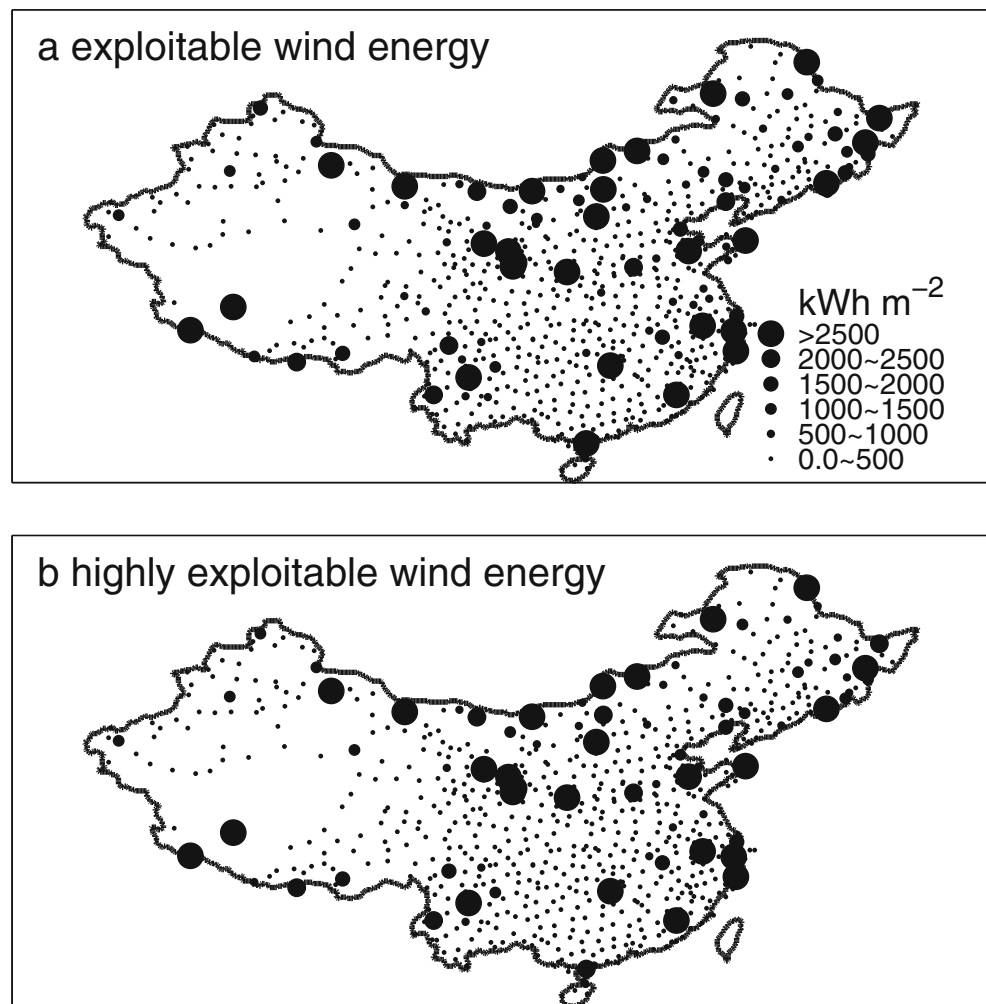 a exploitable wind energy
kWh m⁻²
>2500
2000~2500
1500~2000
1000~1500
500~1000
0.0~500
b highly exploitable wind energy